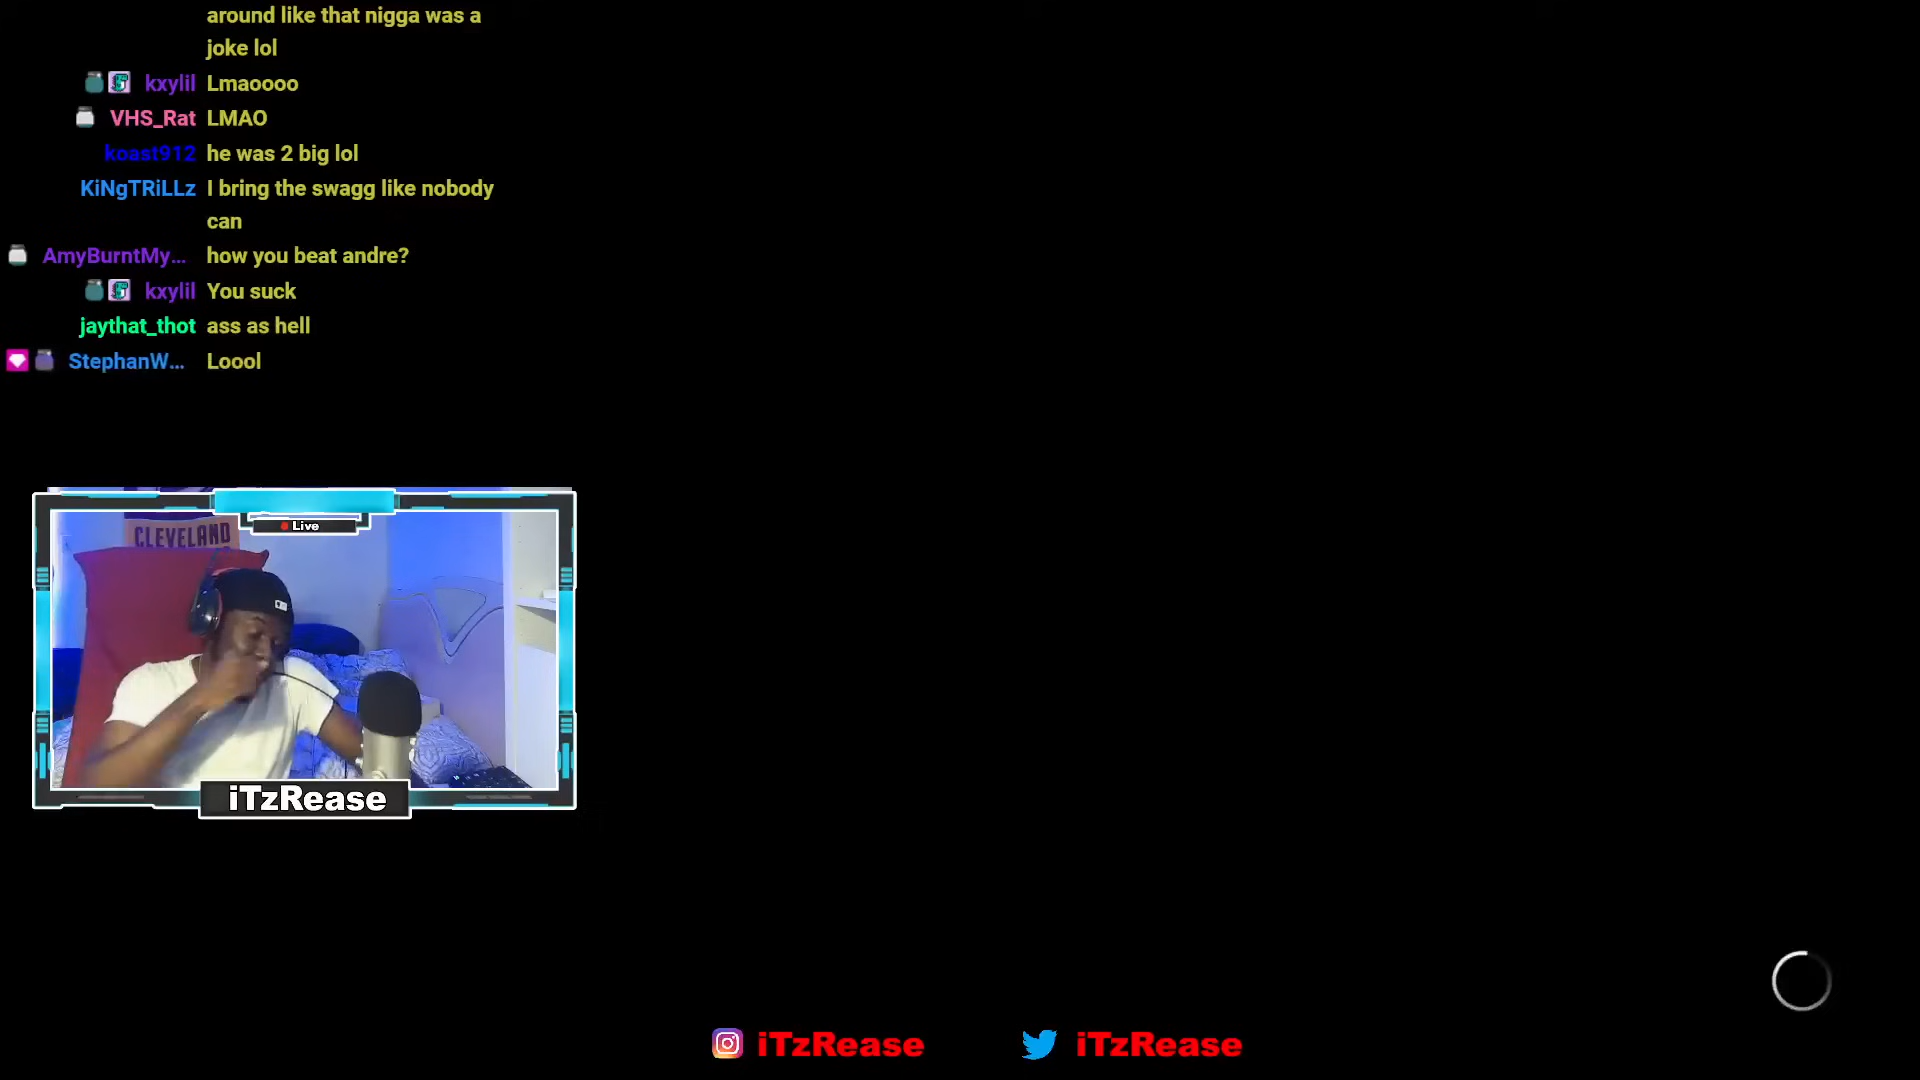 around like that nigga was a
joke lol
kxylil Lmaoooo
VHS_Rat LMAO
koast912 he was 2 big lol
KiNgTRiLLz I bring the swagg like nobody
can
AmyBurntMy... how you beat andre?
kxylil You suck
jaythat_thot ass as hell
StephanW... Loool
Live
CLEVELAND
iTzRease
iTzRease iTzRease